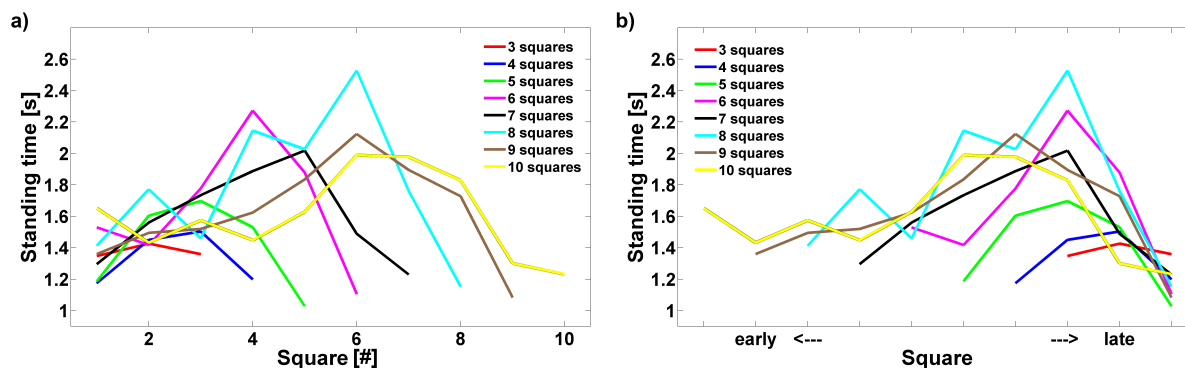 a)
Standing time [s]
2.6
2.4
2.2
2
1.8
1.6
1.4
1.2
1
3 squares
4 squares
5 squares
6 squares
7 squares
8 squares
9 squares
10 squares
2
4
6
8
10
Square [#]
b)
Standing time [s]
2.6
2.4
2.2
2
1.8
1.6
1.4
1.2
1
3 squares
4 squares
5 squares
6 squares
7 squares
8 squares
9 squares
10 squares
early <--- ---> late
Square